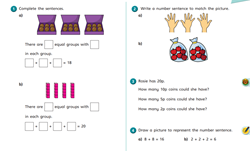 1 Complete the sentences.
a)
There are equal groups with
in each group.
+ + = 18
b)
There are equal groups with
in each group.
+ + + = 20
2 Write a number sentence to match the picture.
a)
b)
3 Rosie has 20p.
How many 10p coins could she have?
How many 5p coins could she have?
How many 2p coins could she have?
4 Draw a picture to represent the number sentence.
a) 8 + 8 = 16
b) 2 + 2 + 2 = 6